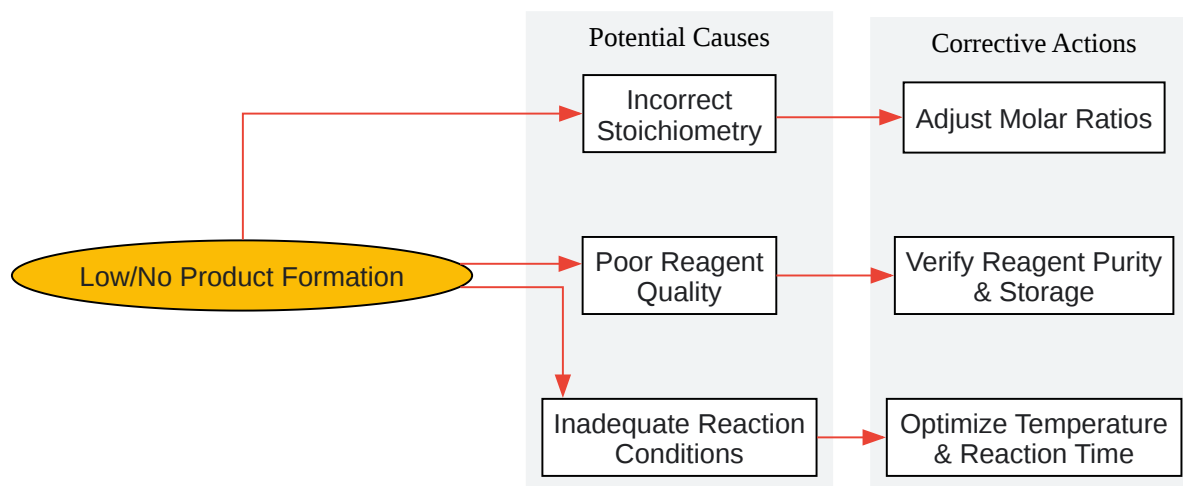 Potential Causes
Corrective Actions
Incorrect
Stoichiometry
Adjust Molar Ratios
Low/No Product Formation
Poor Reagent
Quality
Verify Reagent Purity
& Storage
Inadequate Reaction
Conditions
Optimize Temperature
& Reaction Time